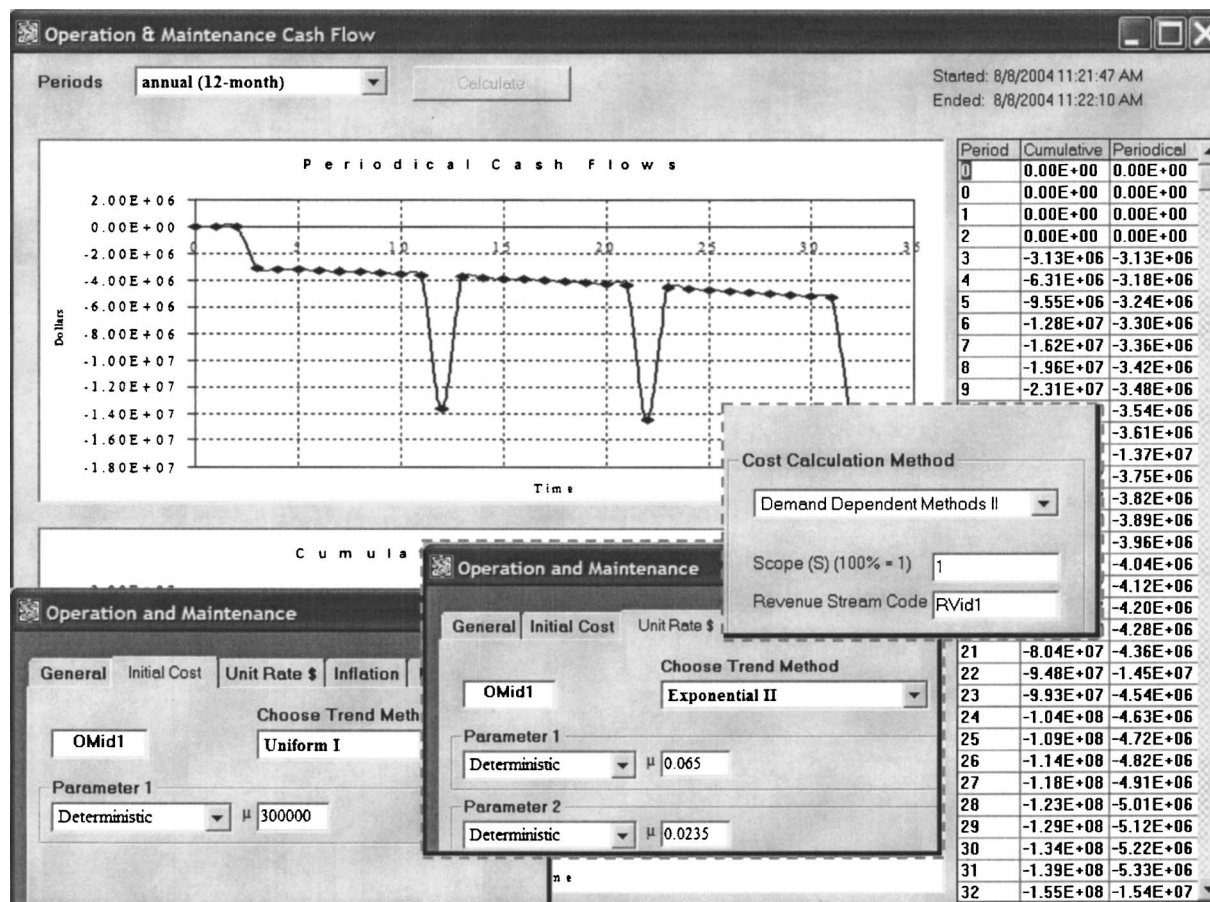 Operation & Maintenance Cash Flow
Periods annual (12-month) Calculate
Started: 8/8/2004 11:21:47 AM
Ended: 8/8/2004 11:22:10 AM
Periodical Cash Flows
2.00E+06
0.00E+00
-2.00E+06
-4.00E+06
-6.00E+06
-8.00E+06
-1.00E+07
-1.20E+07
-1.40E+07
-1.60E+07
-1.80E+07
0 5 10 15 20 25 30 35
Dollars
Time
Period Cumulative Periodical
0 0.00E+00 0.00E+00
0 0.00E+00 0.00E+00
1 0.00E+00 0.00E+00
2 0.00E+00 0.00E+00
3 -3.13E+06 -3.13E+06
4 -6.31E+06 -3.18E+06
5 -9.55E+06 -3.24E+06
6 -1.28E+07 -3.30E+06
7 -1.62E+07 -3.36E+06
8 -1.96E+07 -3.42E+06
9 -2.31E+07 -3.48E+06
-3.54E+06
-3.61E+06
-1.37E+07
-3.75E+06
-3.82E+06
-3.89E+06
-3.96E+06
-4.04E+06
-4.12E+06
-4.20E+06
-4.28E+06
21 -8.04E+07 -4.36E+06
22 -9.48E+07 -1.45E+07
23 -9.93E+07 -4.54E+06
24 -1.04E+08 -4.63E+06
25 -1.09E+08 -4.72E+06
26 -1.14E+08 -4.82E+06
27 -1.18E+08 -4.91E+06
28 -1.23E+08 -5.01E+06
29 -1.29E+08 -5.12E+06
30 -1.34E+08 -5.22E+06
31 -1.39E+08 -5.33E+06
32 -1.55E+08 -1.54E+07
Cost Calculation Method
Demand Dependent Methods II
Scope (S) (100% = 1) 1
Revenue Stream Code RVid1
Cumula
Operation and Maintenance
General Initial Cost Unit Rate $
Choose Trend Method
OMid1 Exponential II
Parameter 1
Deterministic μ 0.065
Parameter 2
Deterministic μ 0.0235
Operation and Maintenance
General Initial Cost Unit Rate $ Inflation
Choose Trend Meth
OMid1 Uniform I
Parameter 1
Deterministic μ 300000
me